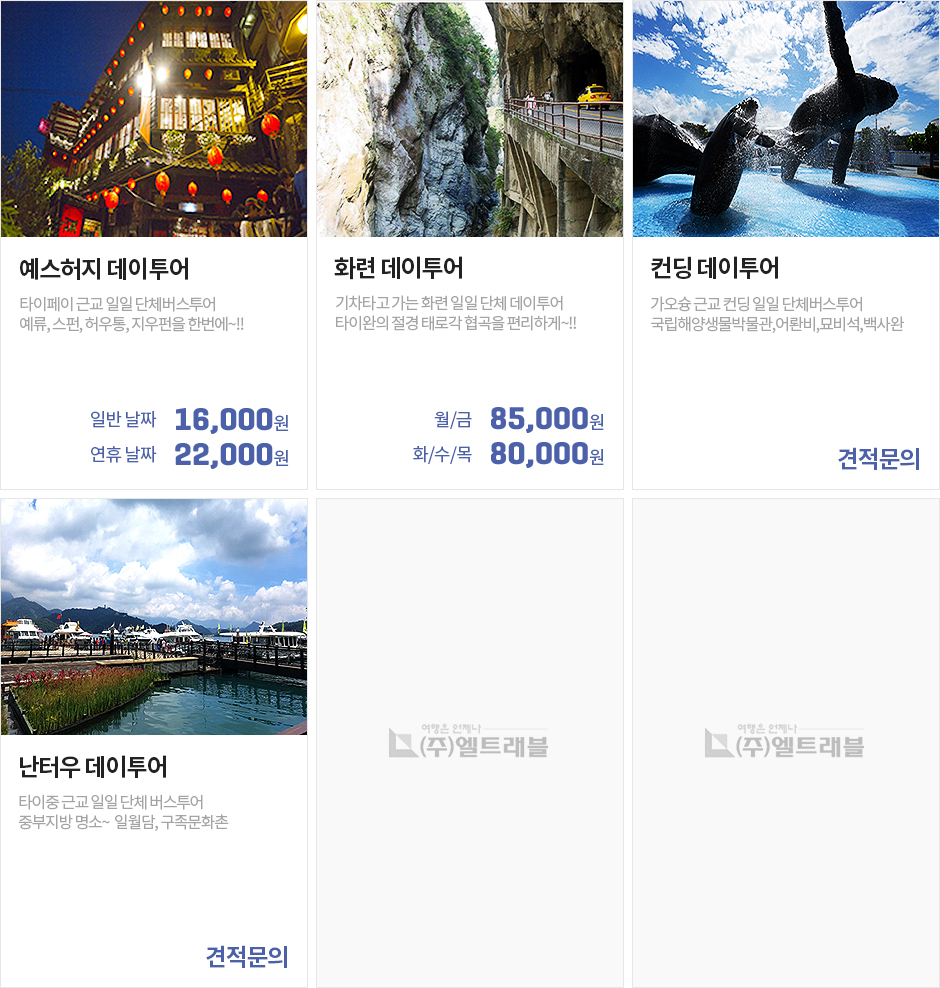 예스허지 데이투어
타이페이 근교 일일 단체버스투어
예류, 스펀, 허우통, 지우펀을 한번에~!!
일반 날짜 16,000원
연휴 날짜 22,000원
화련 데이투어
기차타고 가는 화련 일일 단체 데이투어
타이완의 절경 태로각 협곡을 편리하게~!!
월/금 85,000원
화/수/목 80,000원
컨딩 데이투어
가오슝 근교 컨딩 일일 단체버스투어
국립해양생물박물관,어롼비,묘비석,백사완
견적문의
난터우 데이투어
타이중 근교 일일 단체 버스투어
중부지방 명소~ 일월담, 구족문화촌
견적문의
여행은 언제나
(주)엘트래블
여행은 언제나
(주)엘트래블